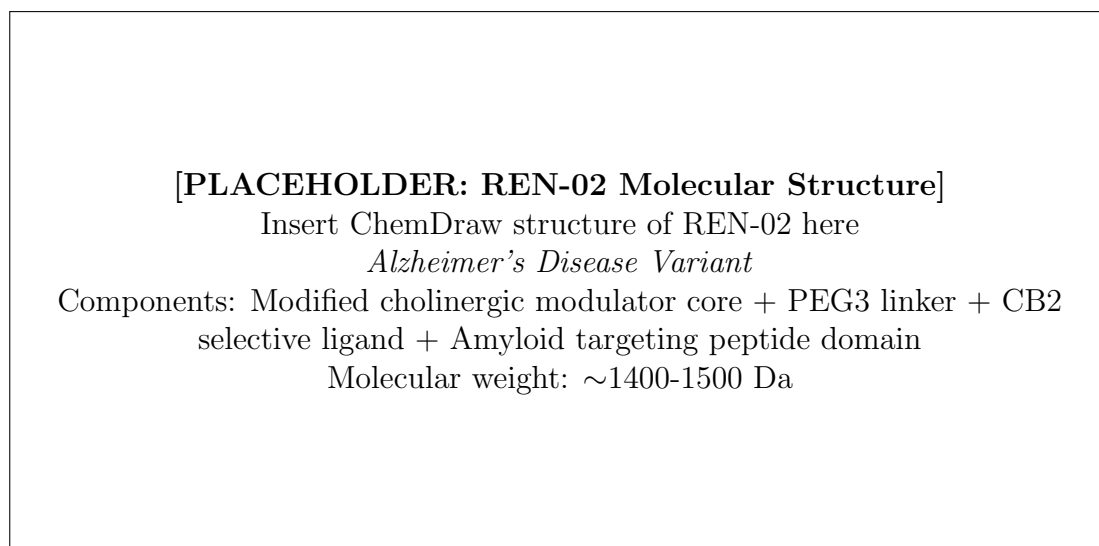 [PLACEHOLDER: REN-02 Molecular Structure]
Insert ChemDraw structure of REN-02 here
Alzheimer's Disease Variant
Components: Modified cholinergic modulator core + PEG3 linker + CB2
selective ligand + Amyloid targeting peptide domain
Molecular weight: ∼1400-1500 Da